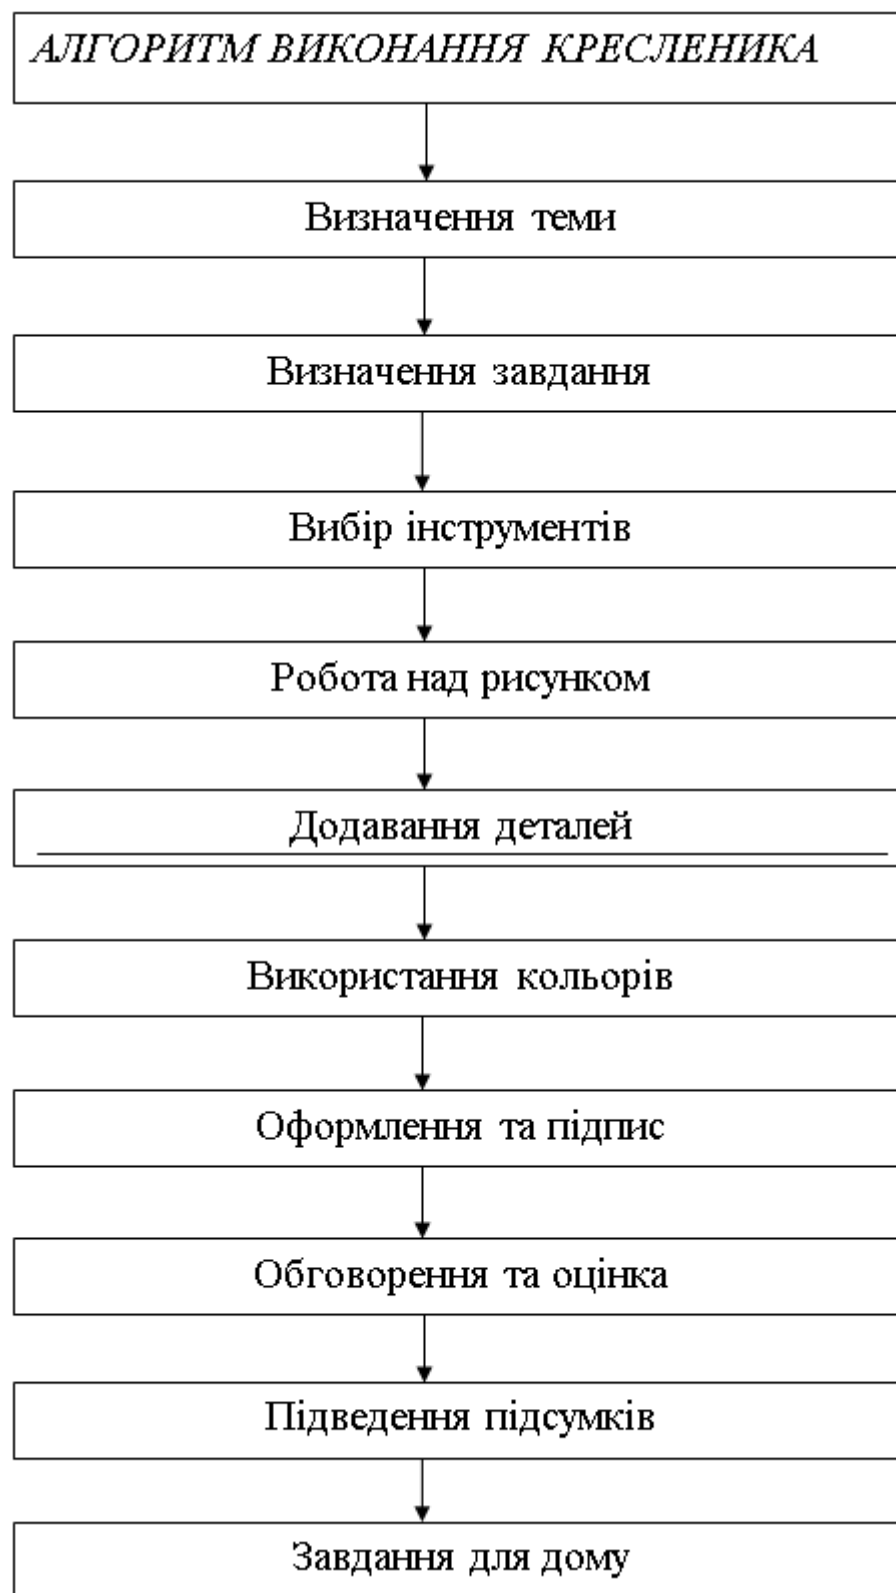 АЛГОРИТМ ВИКОНАННЯ КРЕСЛЕНИКА
Визначення теми
Визначення завдання
Вибір інструментів
Робота над рисунком
Додавання деталей
Використання кольорів
Оформлення та підпис
Обговорення та оцінка
Підведення підсумків
Завдання для дому